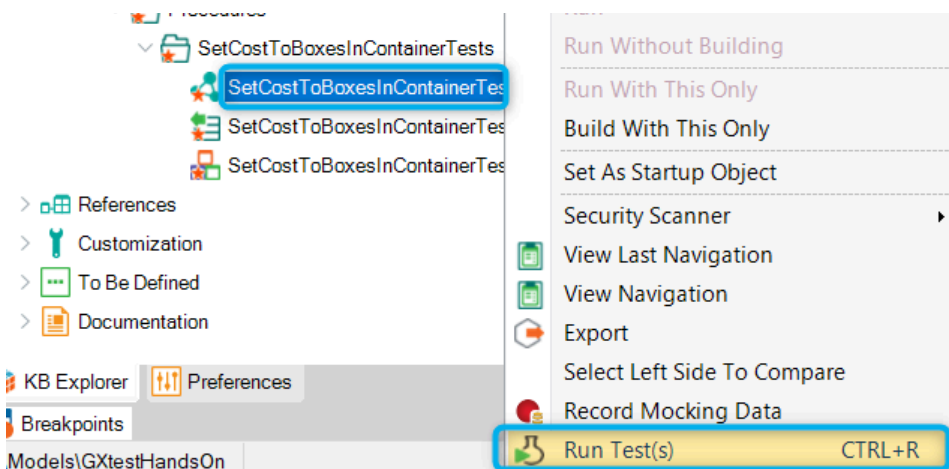 Procedures
SetCostToBoxesInContainerTests
SetCostToBoxesInContainerTes
SetCostToBoxesInContainerTes
SetCostToBoxesInContainerTes
References
Customization
To Be Defined
Documentation
KB Explorer
Preferences
Breakpoints
\Models\GXtestHandsOn
Run Without Building
Run With This Only
Build With This Only
Set As Startup Object
Security Scanner
View Last Navigation
View Navigation
Export
Select Left Side To Compare
Record Mocking Data
Run Test(s) CTRL+R